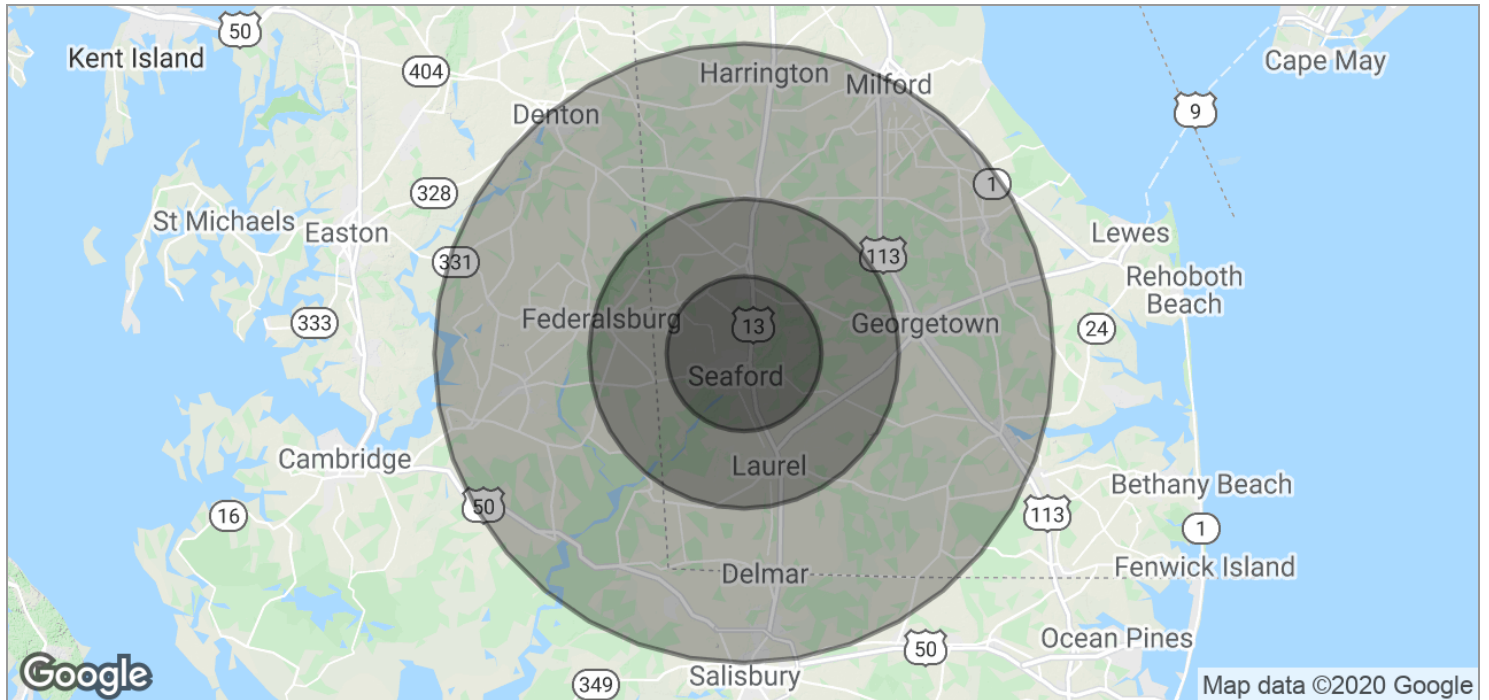 50
Kent Island
404
Harrington
Milford
Cape May
9
Denton
328
1
St Michaels
Easton
Lewes
331
113
Rehoboth
Beach
333
Federalsburg
13
Georgetown
24
Seaford
Cambridge
Laurel
Bethany Beach
50
16
113
1
Delmar
Fenwick Island
Ocean Pines
50
Salisbury
349
Google
Map data ©2020 Google